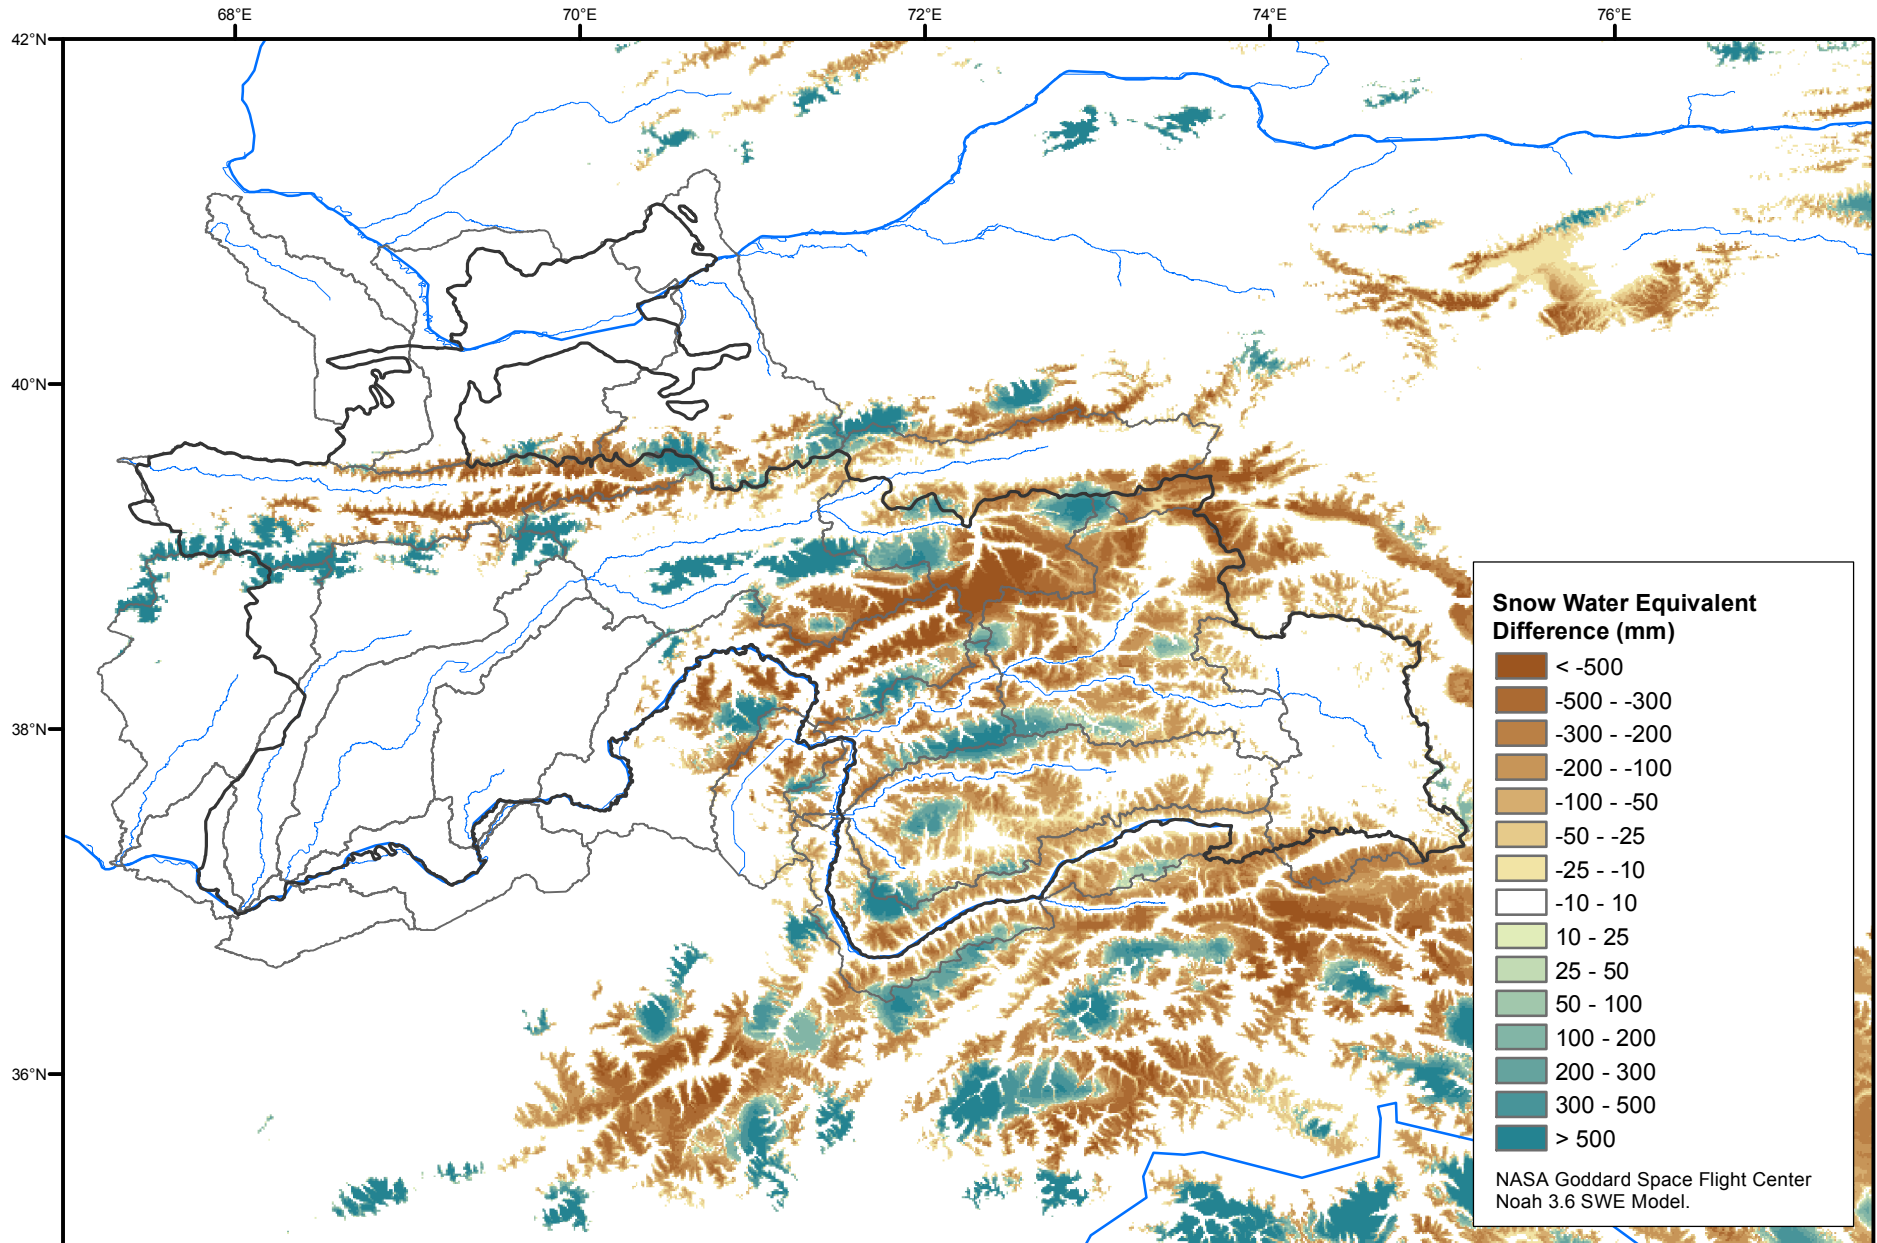 68°E
70°E
72°E
74°E
76°E
42°N
40°N
38°N
36°N
Snow Water Equivalent
Difference (mm)
< -500
-500 - -300
-300 - -200
-200 - -100
-100 - -50
-50 - -25
-25 - -10
-10 - 10
10 - 25
25 - 50
50 - 100
100 - 200
200 - 300
300 - 500
> 500
NASA Goddard Space Flight Center
Noah 3.6 SWE Model.